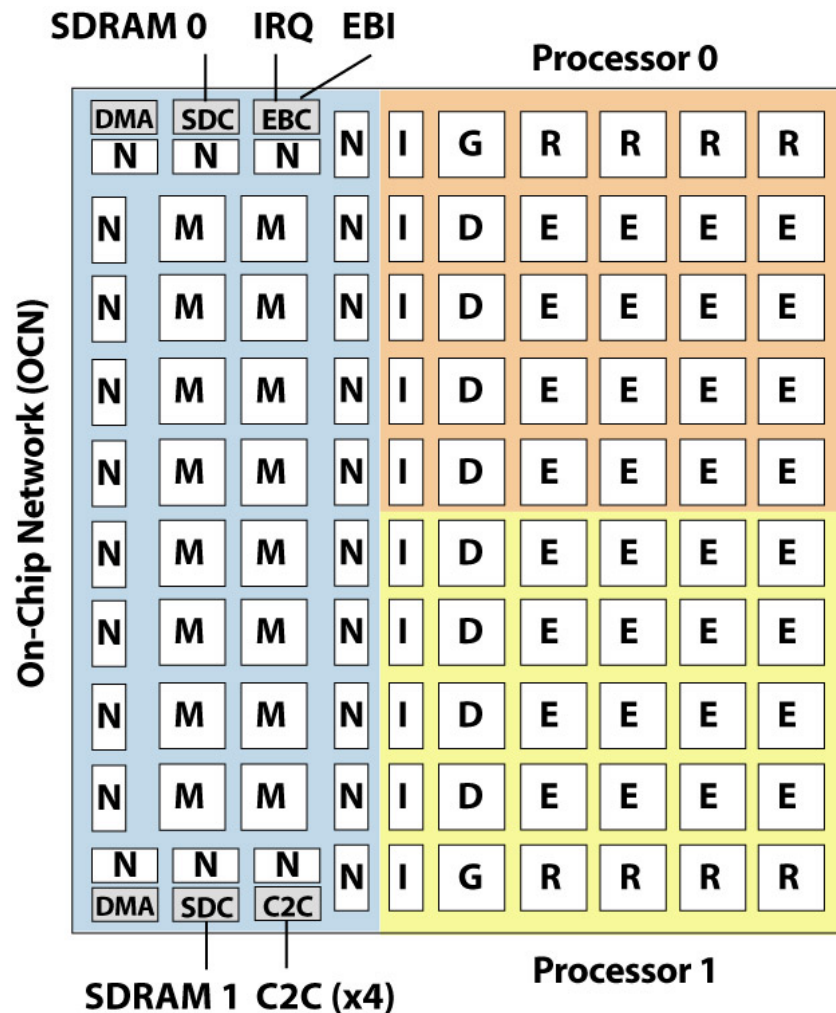 SDRAM 0 IRQ EBI
Processor 0
DMA SDC EBC
N N N N I G R R R R
N M M N I D E E E E
N M M N I D E E E E
N M M N I D E E E E
N M M N I D E E E E
On-Chip Network (OCN)
N M M N I D E E E E
N M M N I D E E E E
N M M N I D E E E E
N M M N I D E E E E
N N N N I G R R R R
DMA SDC C2C
Processor 1
SDRAM 1 C2C (x4)